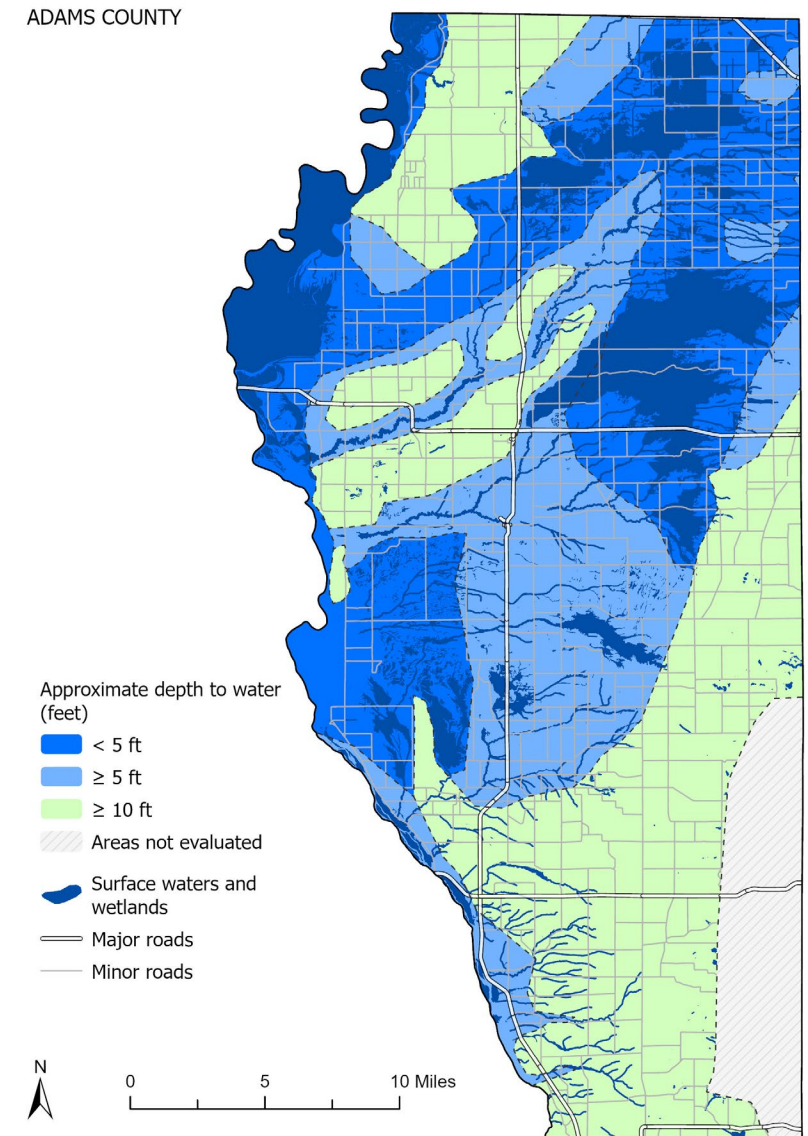 ADAMS COUNTY
Approximate depth to water
(feet)
< 5 ft
≥ 5 ft
≥ 10 ft
Areas not evaluated
Surface waters and
wetlands
Major roads
Minor roads
N
0 5 10 Miles